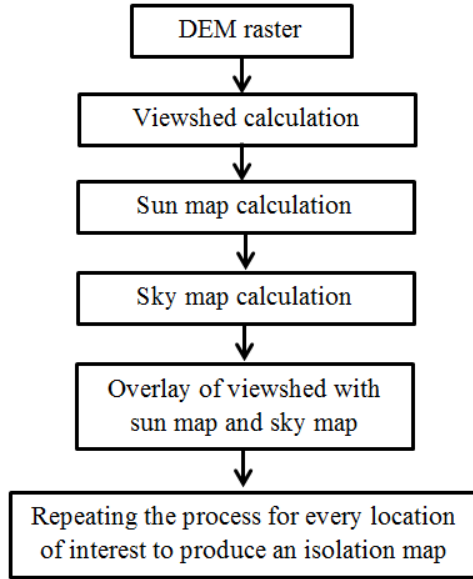 DEM raster
Viewshed calculation
Sun map calculation
Sky map calculation
Overlay of viewshed with
sun map and sky map
Repeating the process for every location
of interest to produce an isolation map